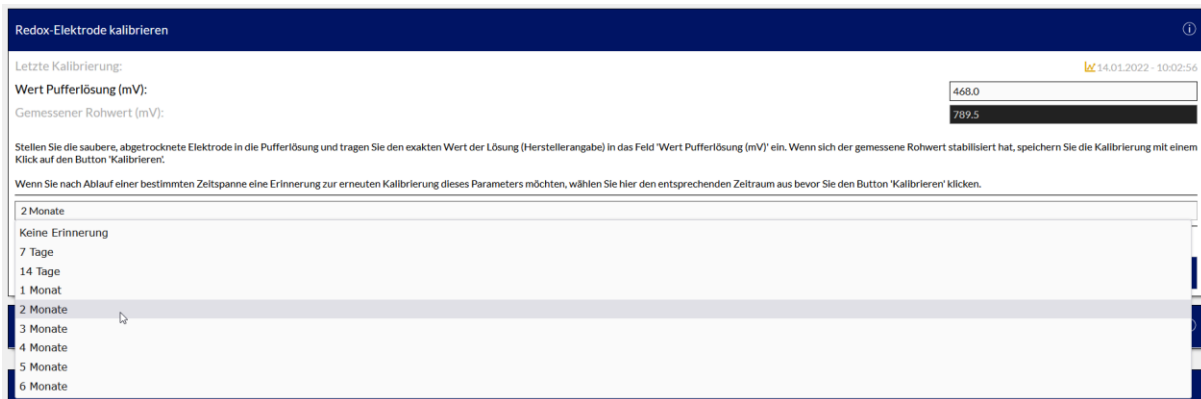 Redox-Elektrode kalibrieren
Letzte Kalibrierung:
14.01.2022 - 10:02:56
Wert Pufferlösung (mV):
468.0
Gemessener Rohwert (mV):
789.5
Stellen Sie die saubere, abgetrocknete Elektrode in die Pufferlösung und tragen Sie den exakten Wert der Lösung (Herstellerangabe) in das Feld 'Wert Pufferlösung (mV)' ein. Wenn sich der gemessene Rohwert stabilisiert hat, speichern Sie die Kalibrierung mit einem
Klick auf den Button 'Kalibrieren'.
Wenn Sie nach Ablauf einer bestimmten Zeitspanne eine Erinnerung zur erneuten Kalibrierung dieses Parameters möchten, wählen Sie hier den entsprechenden Zeitraum aus bevor Sie den Button 'Kalibrieren' klicken.
2 Monate
Keine Erinnerung
7 Tage
14 Tage
1 Monat
2 Monate
3 Monate
4 Monate
5 Monate
6 Monate